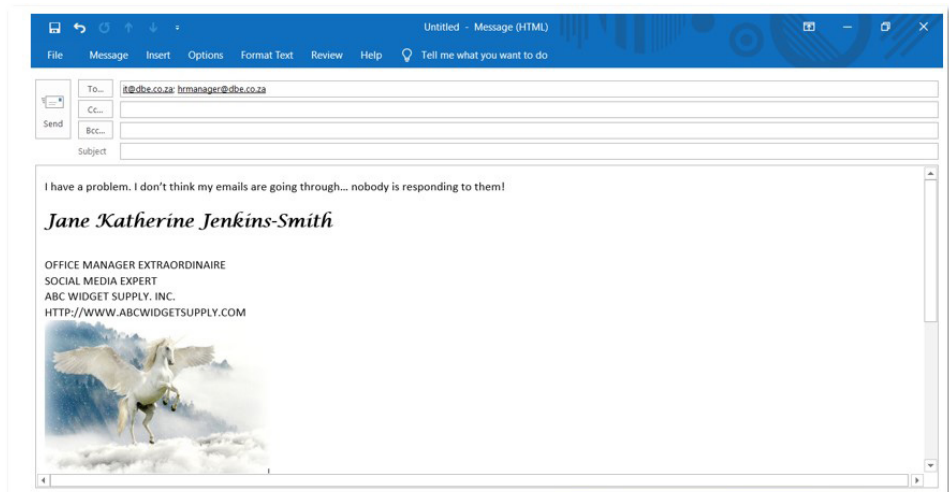 Untitled - Message (HTML)
File Message Insert Options Format Text Review Help Tell me what you want to do
To... it@dbe.co.za; hrmanager@dbe.co.za
Cc...
Send
Bcc...
Subject
I have a problem. I don't think my emails are going through... nobody is responding to them!
Jane Katherine Jenkins-Smith
OFFICE MANAGER EXTRAORDINAIRE
SOCIAL MEDIA EXPERT
ABC WIDGET SUPPLY. INC.
HTTP://WWW.ABCWIDGETSUPPLY.COM